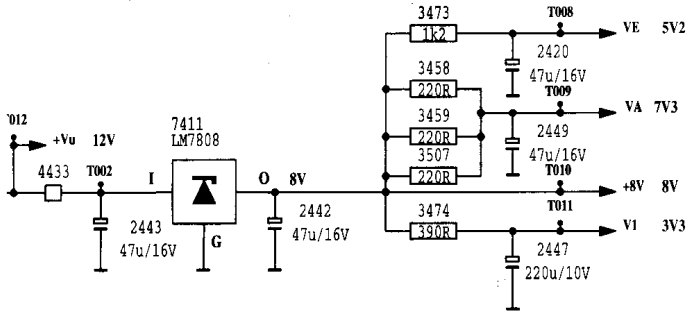 3473
1k2
T008
VE 5V2
2420
47u/16V
3458
220R
T009
VA 7V3
3459
220R
2449
47u/16V
3507
220R
T010
+8V 8V
3474
390R
T011
V1 3V3
2447
220u/10V
T012
+Vu 12V
4433
T002
I
7411
LM7808
O
8V
G
2443
47u/16V
2442
47u/16V